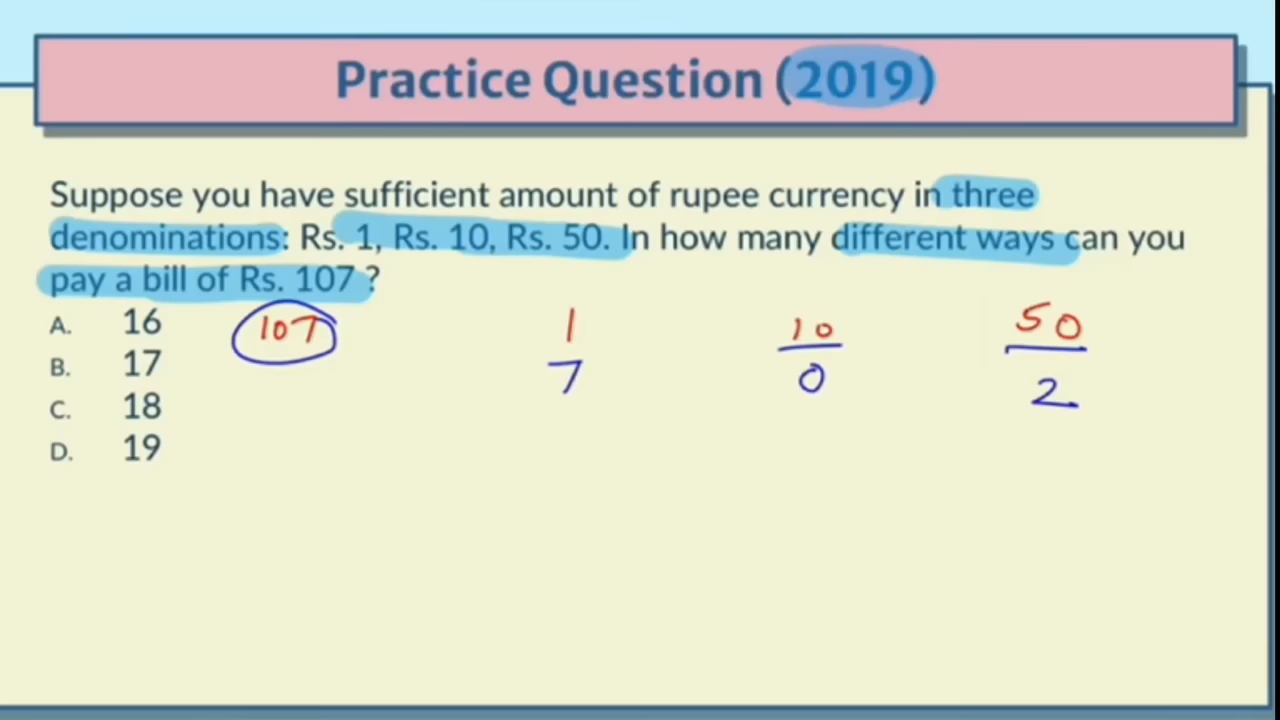 Practice Question (2019)
Suppose you have sufficient amount of rupee currency in three
denominations: Rs. 1, Rs. 10, Rs. 50. In how many different ways can you
pay a bill of Rs. 107 ?
A. 16
B. 17
C. 18
D. 19
107 1 10 50
7 0 2